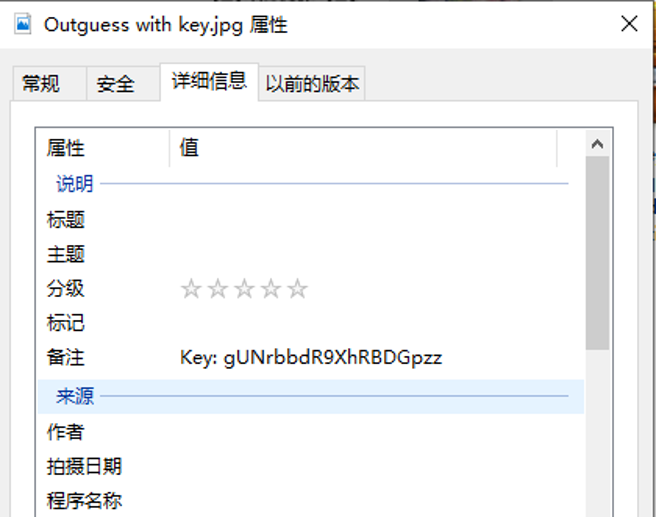 Outguess with key.jpg 属性
常规 安全 详细信息 以前的版本
属性 值
说明
标题
主题
分级
标记
备注 Key: gUNrbbdR9XhRBDGpzz
来源
作者
拍摄日期
程序名称